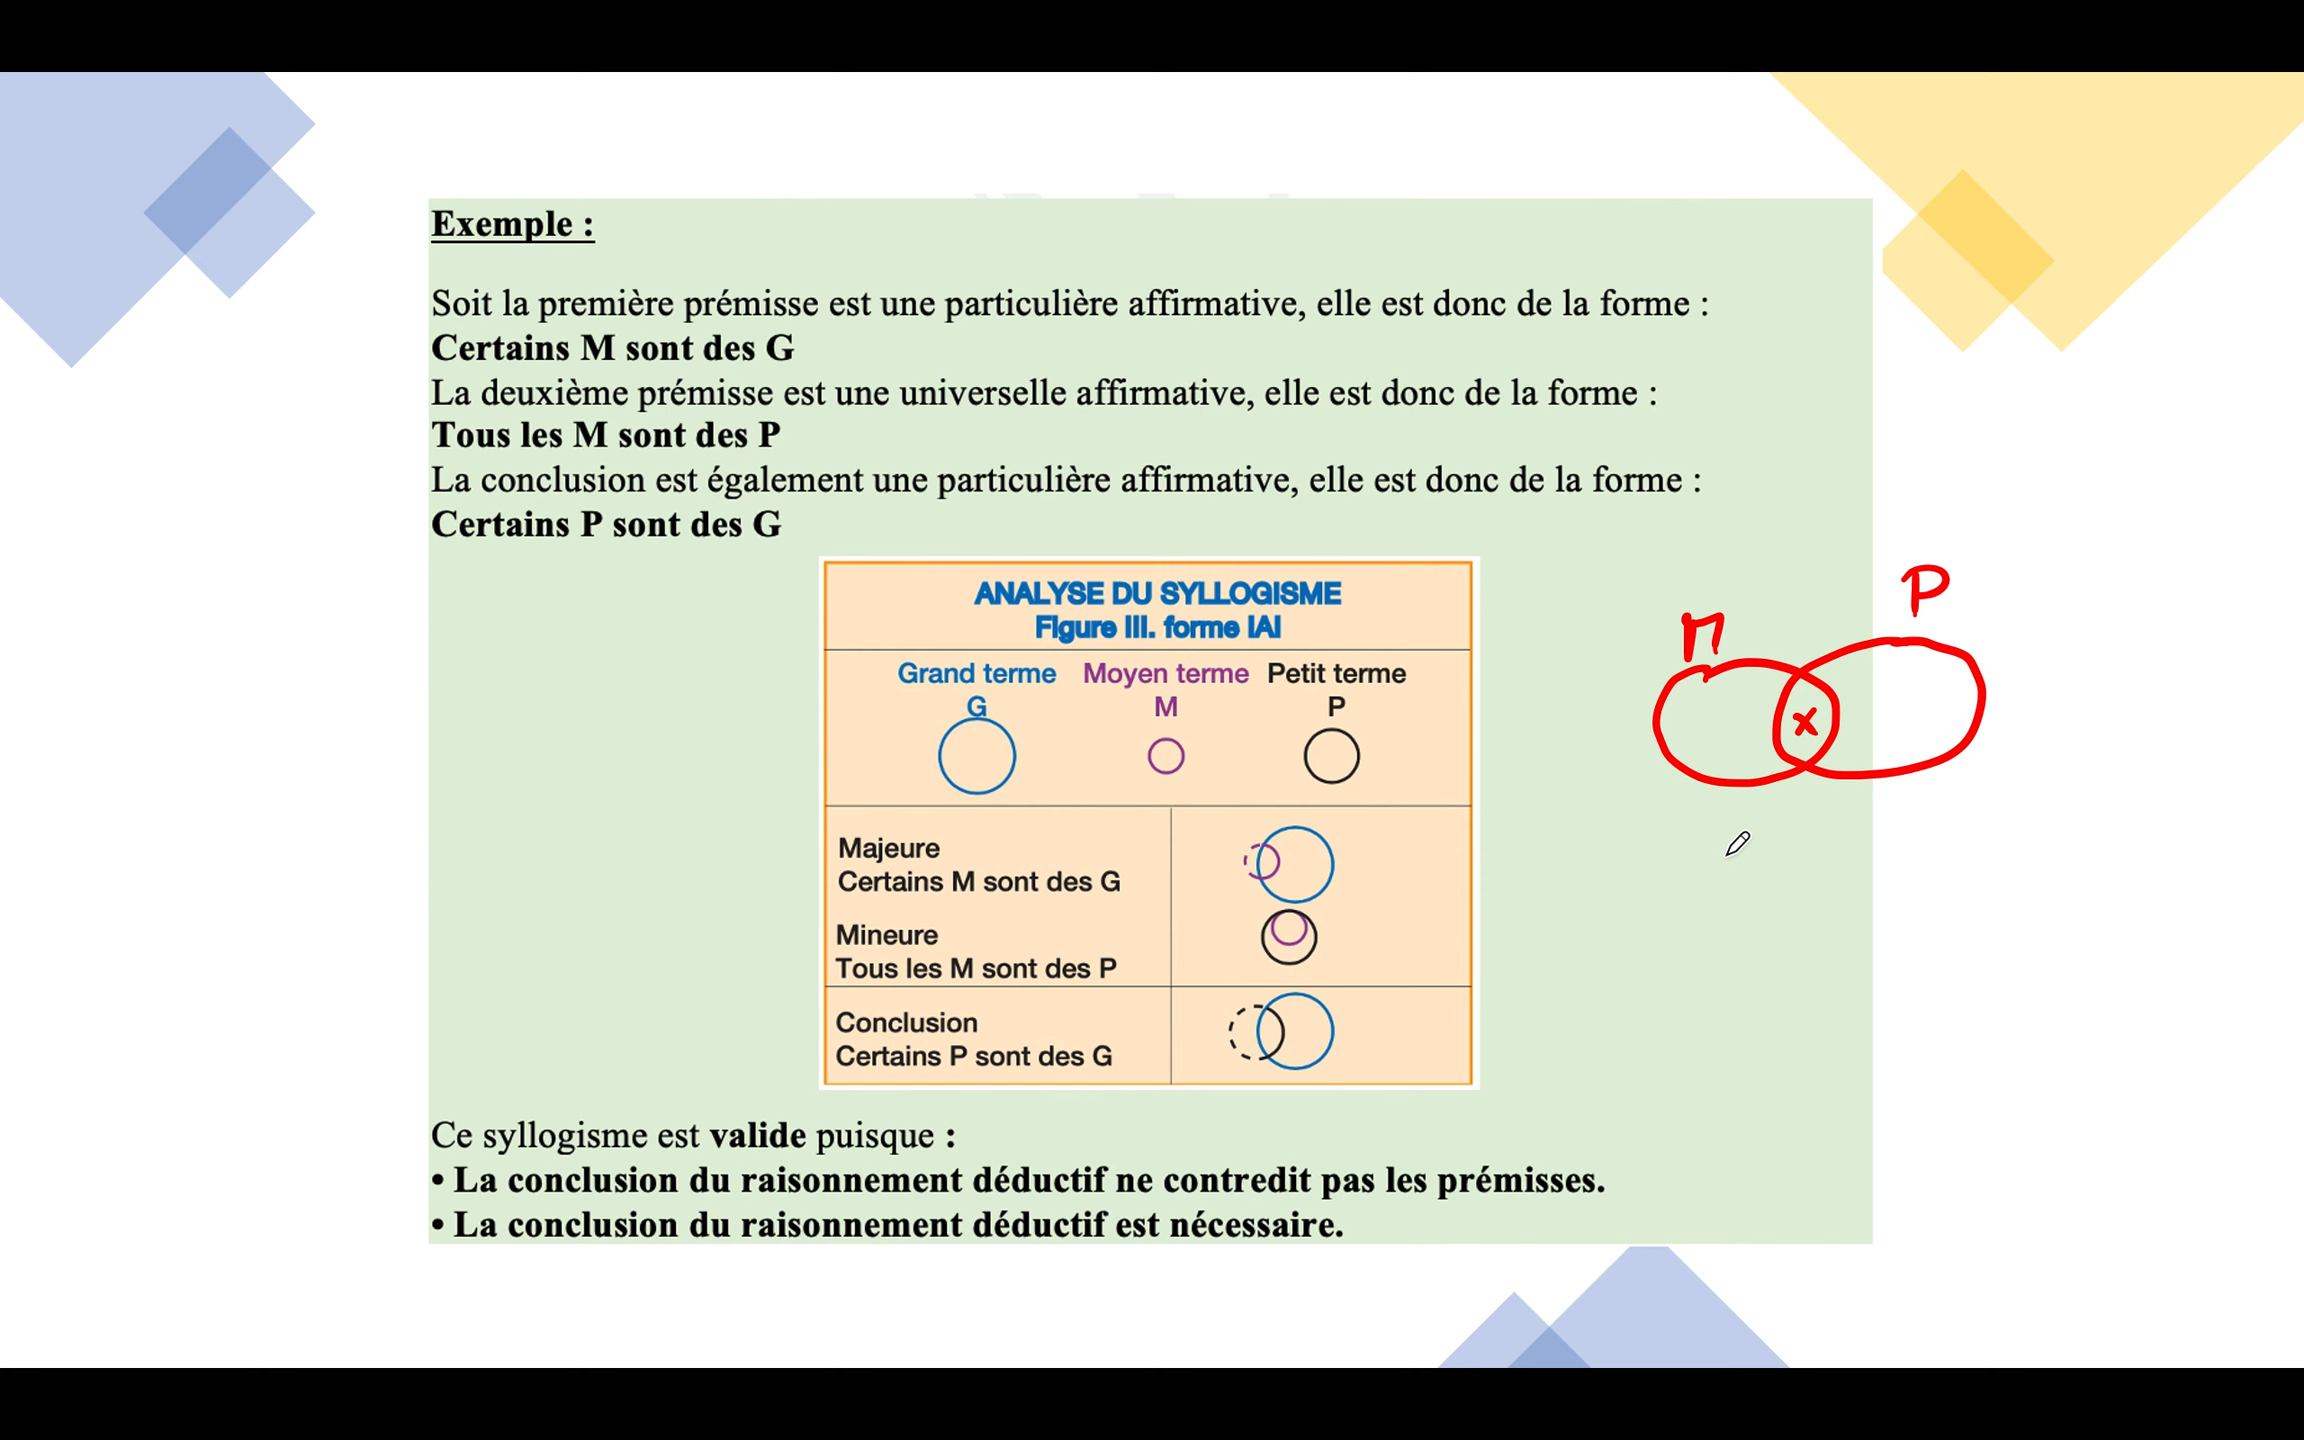 Exemple :
Soit la première prémisse est une particulière affirmative, elle est donc de la forme :
Certains M sont des G
La deuxième prémisse est une universelle affirmative, elle est donc de la forme :
Tous les M sont des P
La conclusion est également une particulière affirmative, elle est donc de la forme :
Certains P sont des G
ANALYSE DU SYLLOGISME
Figure III. forme IAI
Grand terme Moyen terme Petit terme
G M P
Majeure
Certains M sont des G
Mineure
Tous les M sont des P
Conclusion
Certains P sont des G
M P
x
Ce syllogisme est valide puisque :
• La conclusion du raisonnement déductif ne contredit pas les prémisses.
• La conclusion du raisonnement déductif est nécessaire.